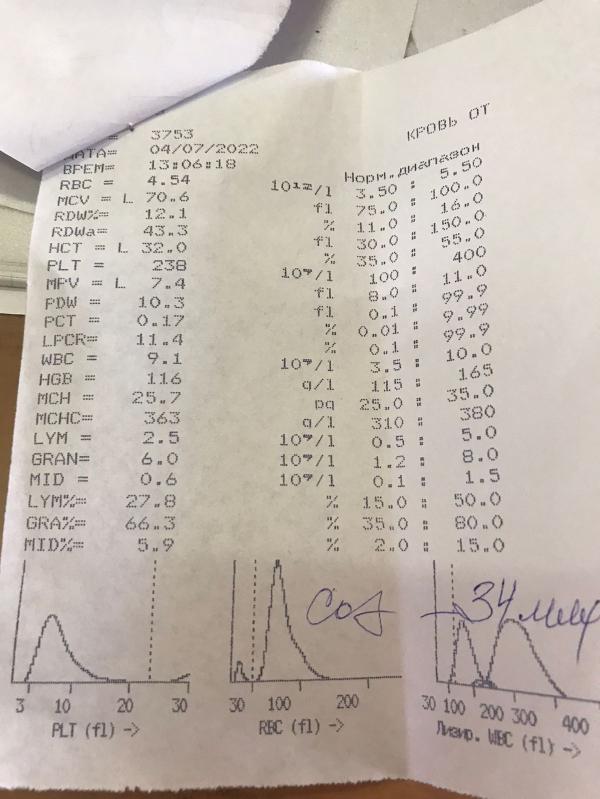 КРОВЬ ОТ
= 3753
ДАТА= 04/07/2022
ВРЕМ= 13:06:18 Норм.диапазон
RBC = 4.54 10¹²/l 3.50 : 5.50
MCV = L 70.6 fl 75.0 : 100.0
RDW%= 12.1 % 11.0 : 16.0
RDWa= 43.3 fl 30.0 : 150.0
HCT = L 32.0 % 35.0 : 55.0
PLT = 238 10⁹/l 100 : 400
MPV = L 7.4 fl 8.0 : 11.0
PDW = 10.3 fl 0.1 : 99.9
PCT = 0.17 % 0.01 : 9.99
LPCR= 11.4 % 0.1 : 99.9
WBC = 9.1 10⁹/l 3.5 : 10.0
HGB = 116 g/l 115 : 165
MCH = 25.7 pg 25.0 : 35.0
MCHC= 363 g/l 310 : 380
LYM = 2.5 10⁹/l 0.5 : 5.0
GRAN= 6.0 10⁹/l 1.2 : 8.0
MID = 0.6 10⁹/l 0.1 : 1.5
LYM%= 27.8 % 15.0 : 50.0
GRA%= 66.3 % 35.0 : 80.0
MID%= 5.9 % 2.0 : 15.0
СОЭ - 34 мм/ч
3 10 20 30
PLT (fl) ->
30 100 200
RBC (fl) ->
30 100 200 300 400
Лизир. WBC (fl) ->